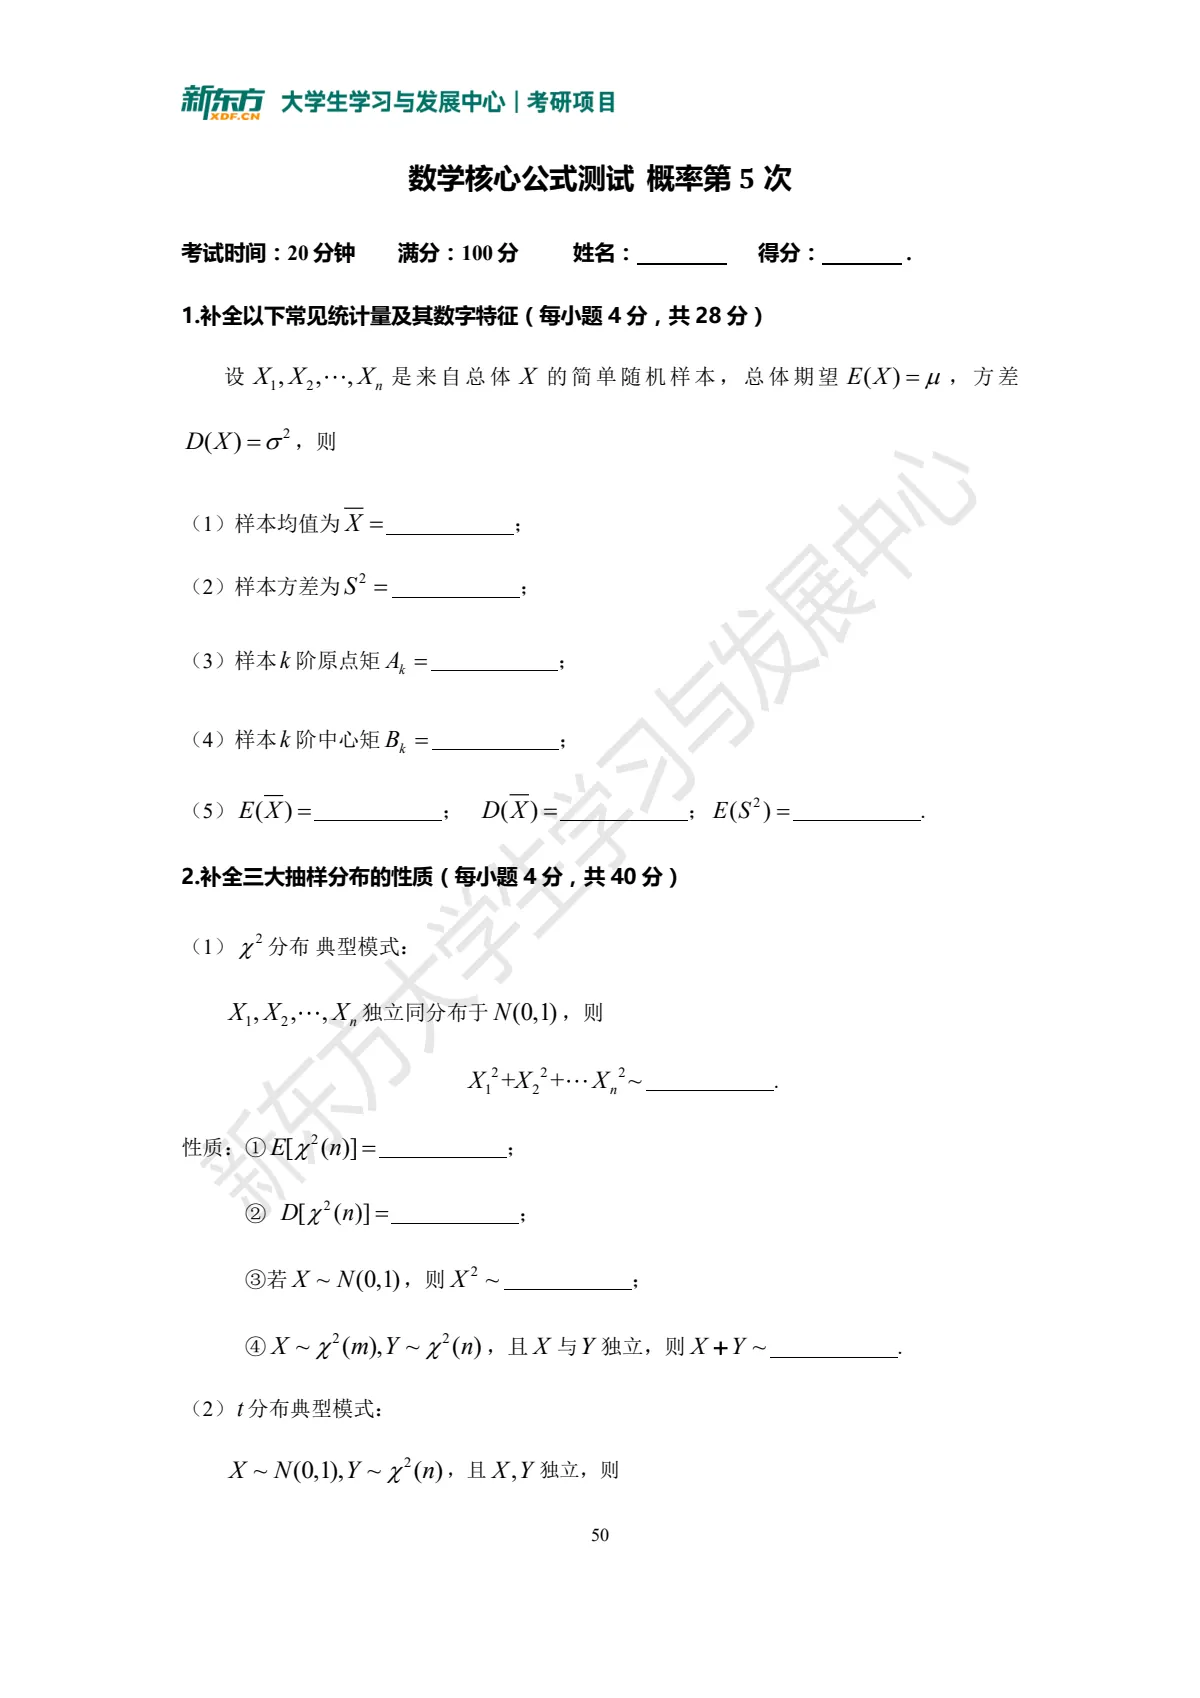 新东方 XDF.CN 大学生学习与发展中心 | 考研项目
数学核心公式测试 概率第 5 次
考试时间：20 分钟 满分：100 分 姓名：________ 得分：_______ .
1.补全以下常见统计量及其数字特征（每小题 4 分，共 28 分）
设 X₁, X₂, ⋯, Xₙ 是来自总体 X 的简单随机样本，总体期望 E(X) = μ ，方差
D(X) = σ²，则
（1）样本均值为 X̄ = ____________；
（2）样本方差为 S² = ____________；
（3）样本 k 阶原点矩 Aₖ = ____________；
（4）样本 k 阶中心矩 Bₖ = ____________；
（5）E(X̄) = ____________； D(X̄) = ____________；E(S²) = ____________.
2.补全三大抽样分布的性质（每小题 4 分，共 40 分）
（1）χ² 分布 典型模式：
X₁, X₂, ⋯, Xₙ 独立同分布于 N(0,1)，则
X₁²+X₂²+⋯Xₙ²~ ____________.
性质：①E[χ²(n)] = ____________；
② D[χ²(n)] = ____________；
③若 X ~ N(0,1)，则 X² ~ ____________；
④ X ~ χ²(m), Y ~ χ²(n)，且 X 与 Y 独立，则 X + Y ~ ____________.
（2）t 分布典型模式：
X ~ N(0,1), Y ~ χ²(n)，且 X , Y 独立，则
50
新东方大学生学习与发展中心